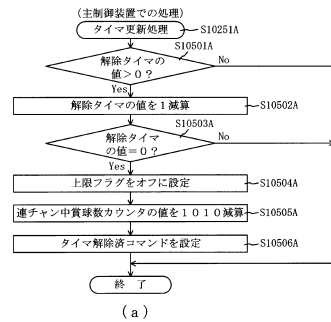 (主制御装置での処理)
タイマ更新処理
S10251A
S10501A
解除タイマの
値>0?
No
Yes
解除タイマの値を1減算
S10502A
S10503A
解除タイマ
の値=0?
No
Yes
上限フラグをオフに設定
S10504A
連チャン中賞球数カウンタの値を1010減算
S10505A
タイマ解除済コマンドを設定
S10506A
終 了
(a)